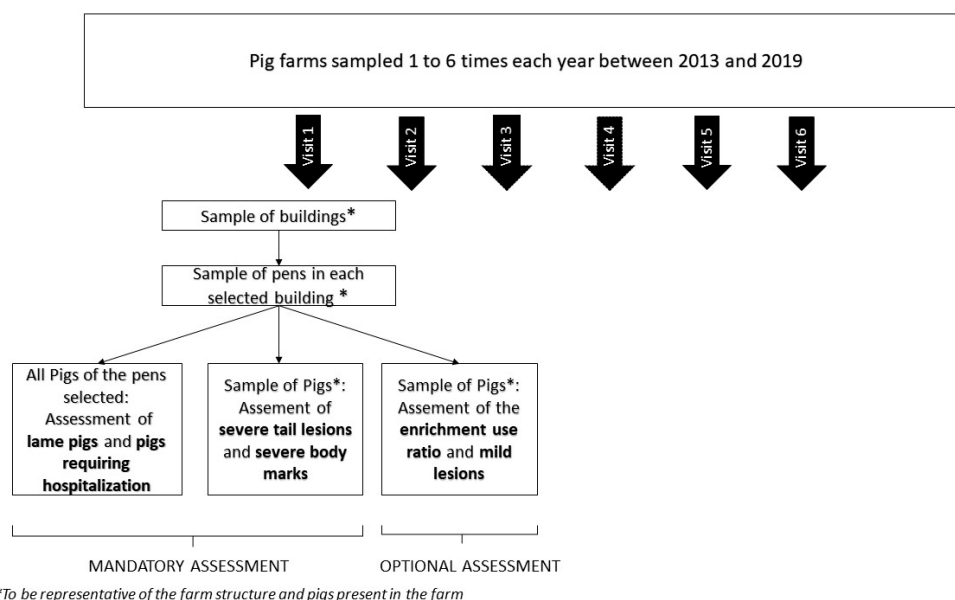 Pig farms sampled 1 to 6 times each year between 2013 and 2019
Visit 1
Visit 2
Visit 3
Visit 4
Visit 5
Visit 6
Sample of buildings*
Sample of pens in each
selected building *
All Pigs of the pens
selected:
Assessment of
lame pigs and pigs
requiring
hospitalization
Sample of Pigs*:
Assement of
severe tail lesions
and severe body
marks
Sample of Pigs*:
Assement of the
enrichment use
ratio and mild
lesions
MANDATORY ASSESSMENT
OPTIONAL ASSESSMENT
*To be representative of the farm structure and pigs present in the farm